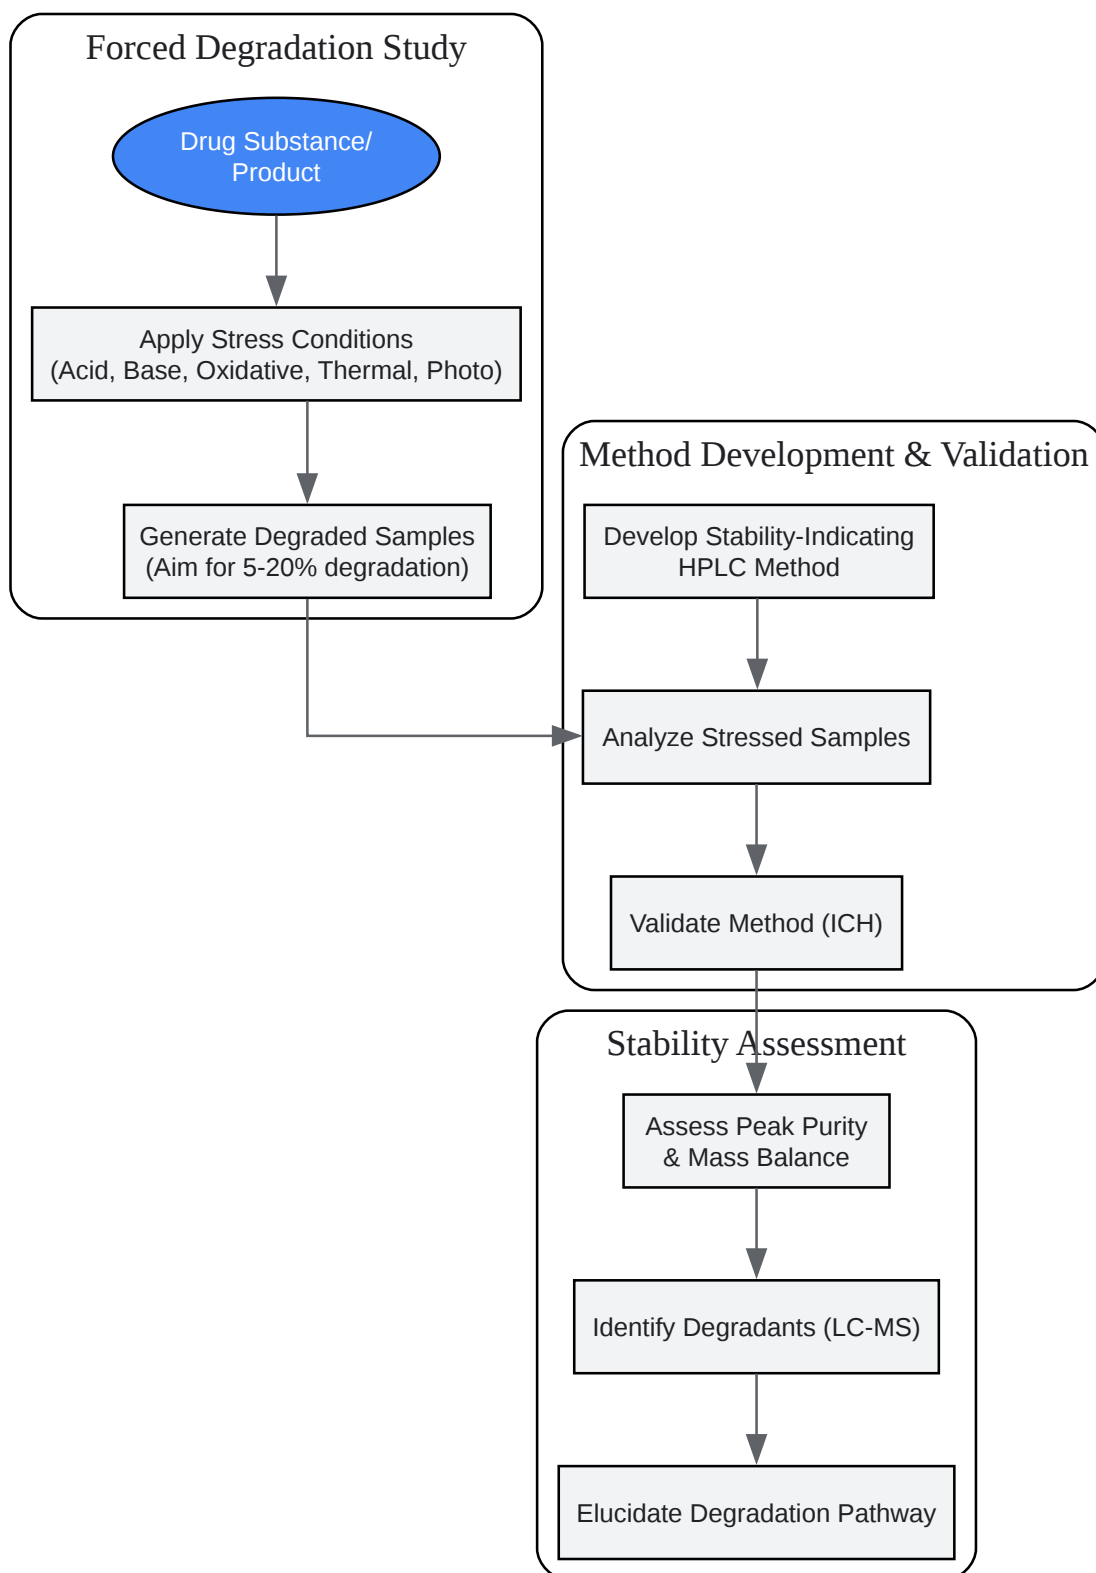 Forced Degradation Study
Drug Substance/
Product
Apply Stress Conditions
(Acid, Base, Oxidative, Thermal, Photo)
Generate Degraded Samples
(Aim for 5-20% degradation)
Method Development & Validation
Develop Stability-Indicating
HPLC Method
Analyze Stressed Samples
Validate Method (ICH)
Stability Assessment
Assess Peak Purity
& Mass Balance
Identify Degradants (LC-MS)
Elucidate Degradation Pathway